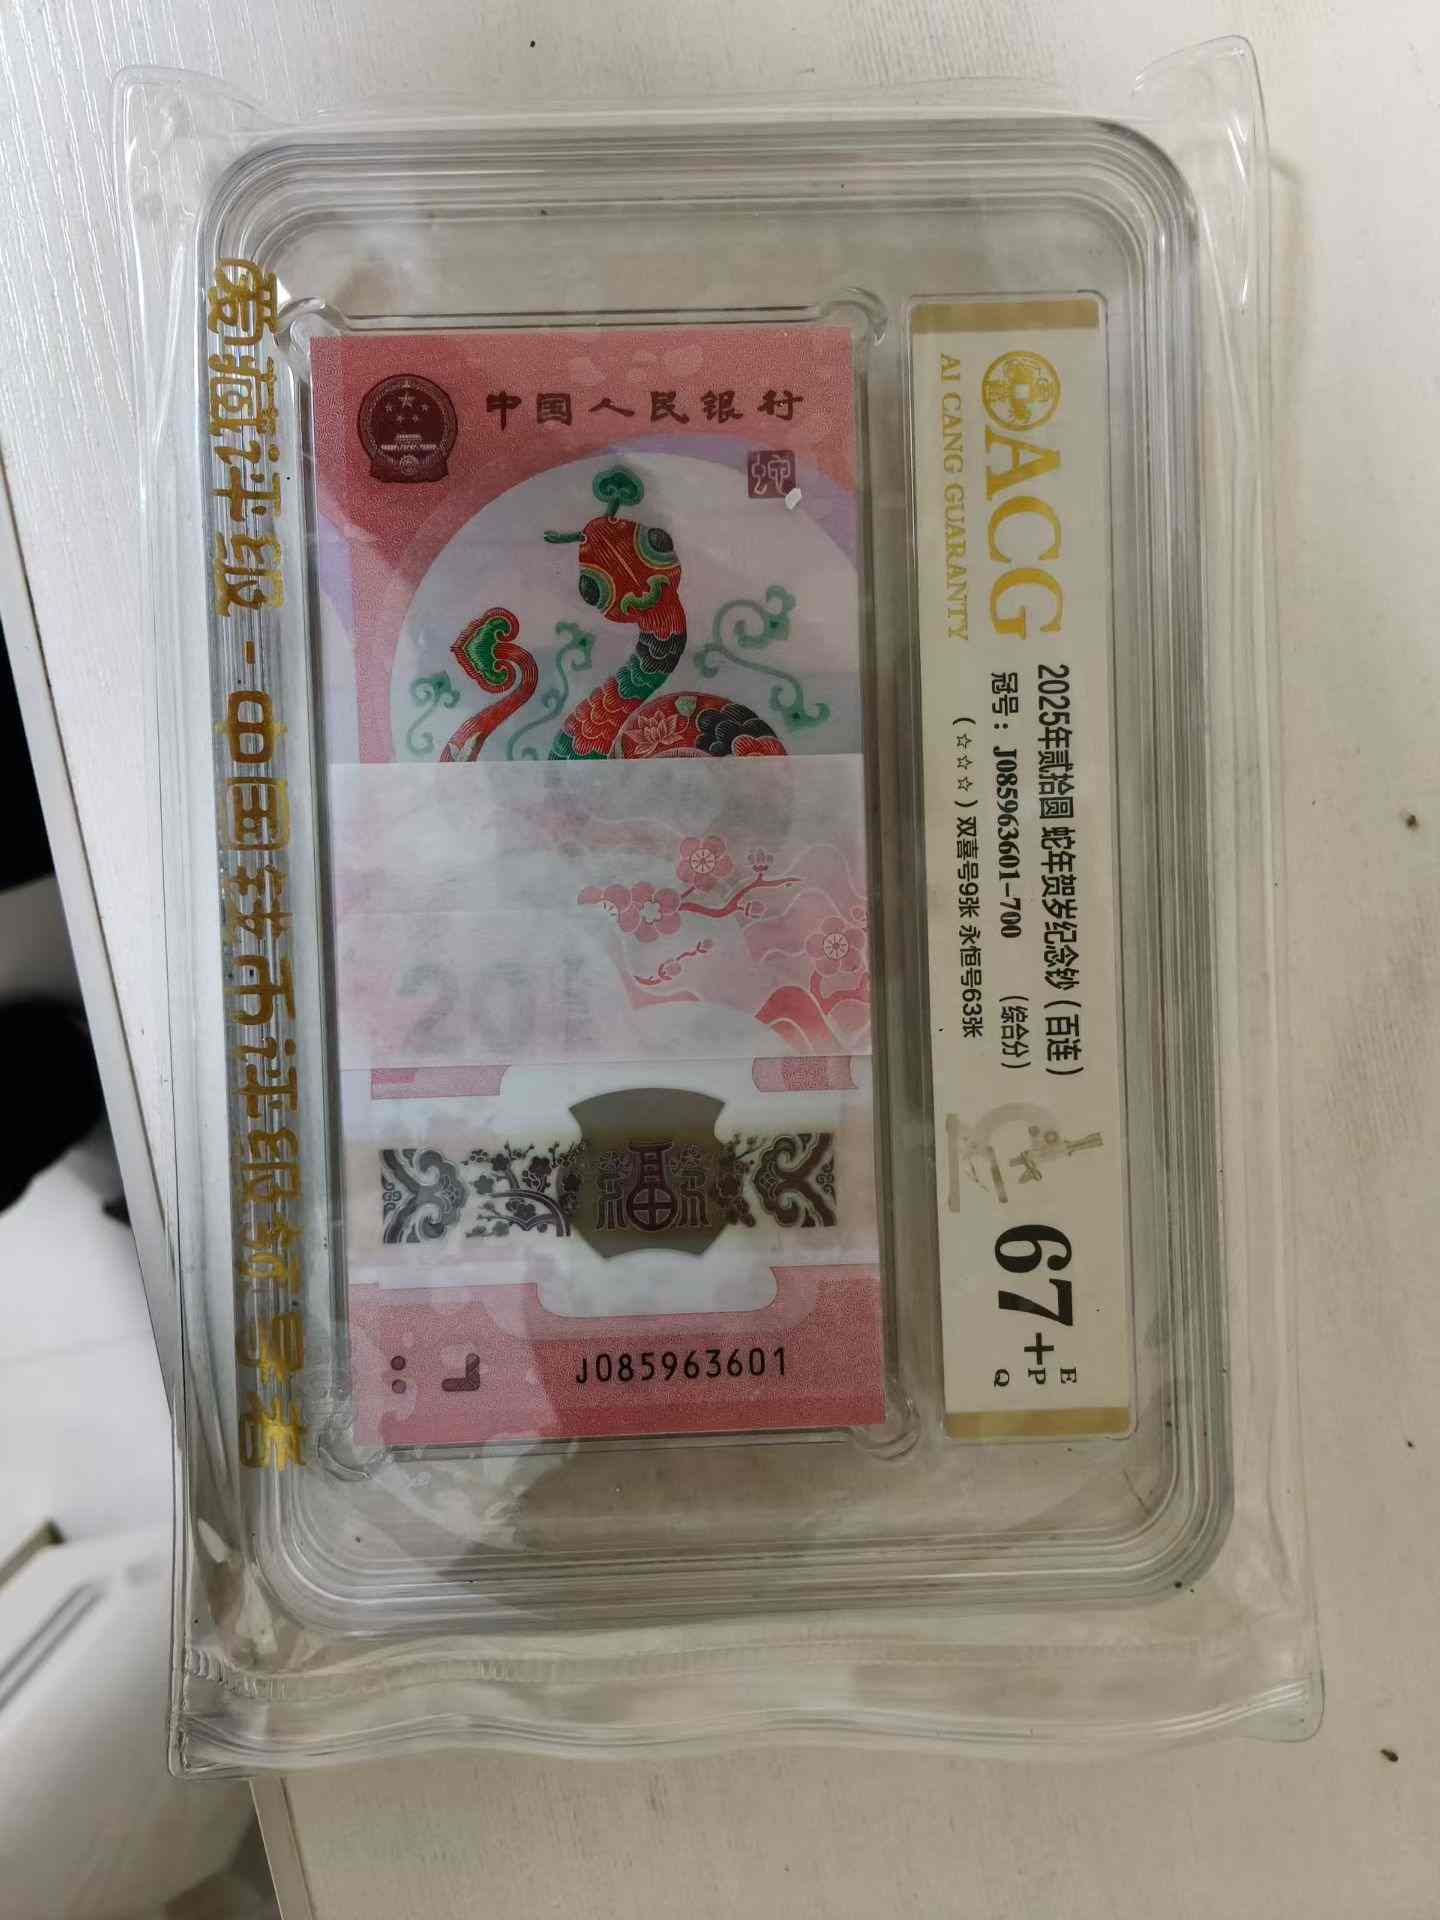 爱藏评级-中国钱币评级领导者
中国人民银行
蛇
20
福
J085963601
ACG
AI CANG GUARANTY
2025年贰拾圆 蛇年贺岁纪念钞（百连）
冠号：J085963601-700 （综合分）
（☆☆☆）双喜号9张 永恒号63张
67+
E
P
Q